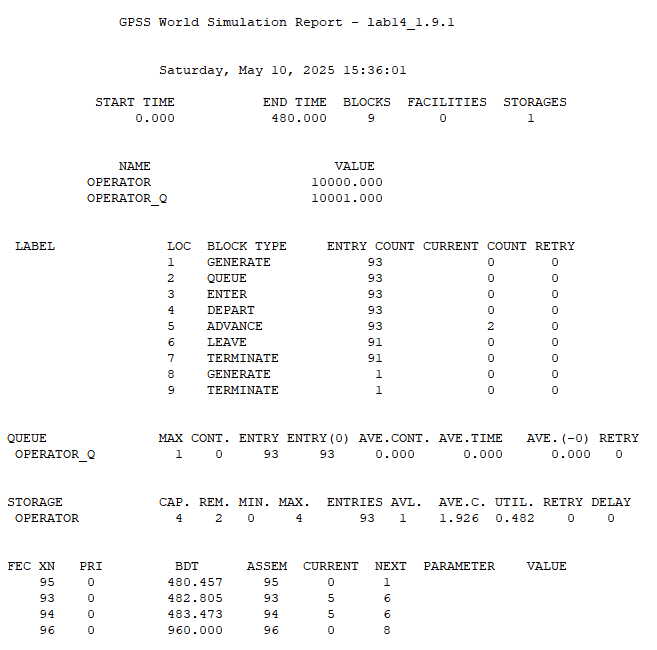 GPSS World Simulation Report - lab14_1.9.1
Saturday, May 10, 2025 15:36:01
START TIME END TIME BLOCKS FACILITIES STORAGES
0.000 480.000 9 0 1
NAME VALUE
OPERATOR 10000.000
OPERATOR_Q 10001.000
LABEL LOC BLOCK TYPE ENTRY COUNT CURRENT COUNT RETRY
1 GENERATE 93 0 0
2 QUEUE 93 0 0
3 ENTER 93 0 0
4 DEPART 93 0 0
5 ADVANCE 93 2 0
6 LEAVE 91 0 0
7 TERMINATE 91 0 0
8 GENERATE 1 0 0
9 TERMINATE 1 0 0
QUEUE MAX CONT. ENTRY ENTRY(0) AVE.CONT. AVE.TIME AVE.(-0) RETRY
OPERATOR_Q 1 0 93 93 0.000 0.000 0.000 0
STORAGE CAP. REM. MIN. MAX. ENTRIES AVL. AVE.C. UTIL. RETRY DELAY
OPERATOR 4 2 0 4 93 1 1.926 0.482 0 0
FEC XN PRI BDT ASSEM CURRENT NEXT PARAMETER VALUE
95 0 480.457 95 0 1
93 0 482.805 93 5 6
94 0 483.473 94 5 6
96 0 960.000 96 0 8